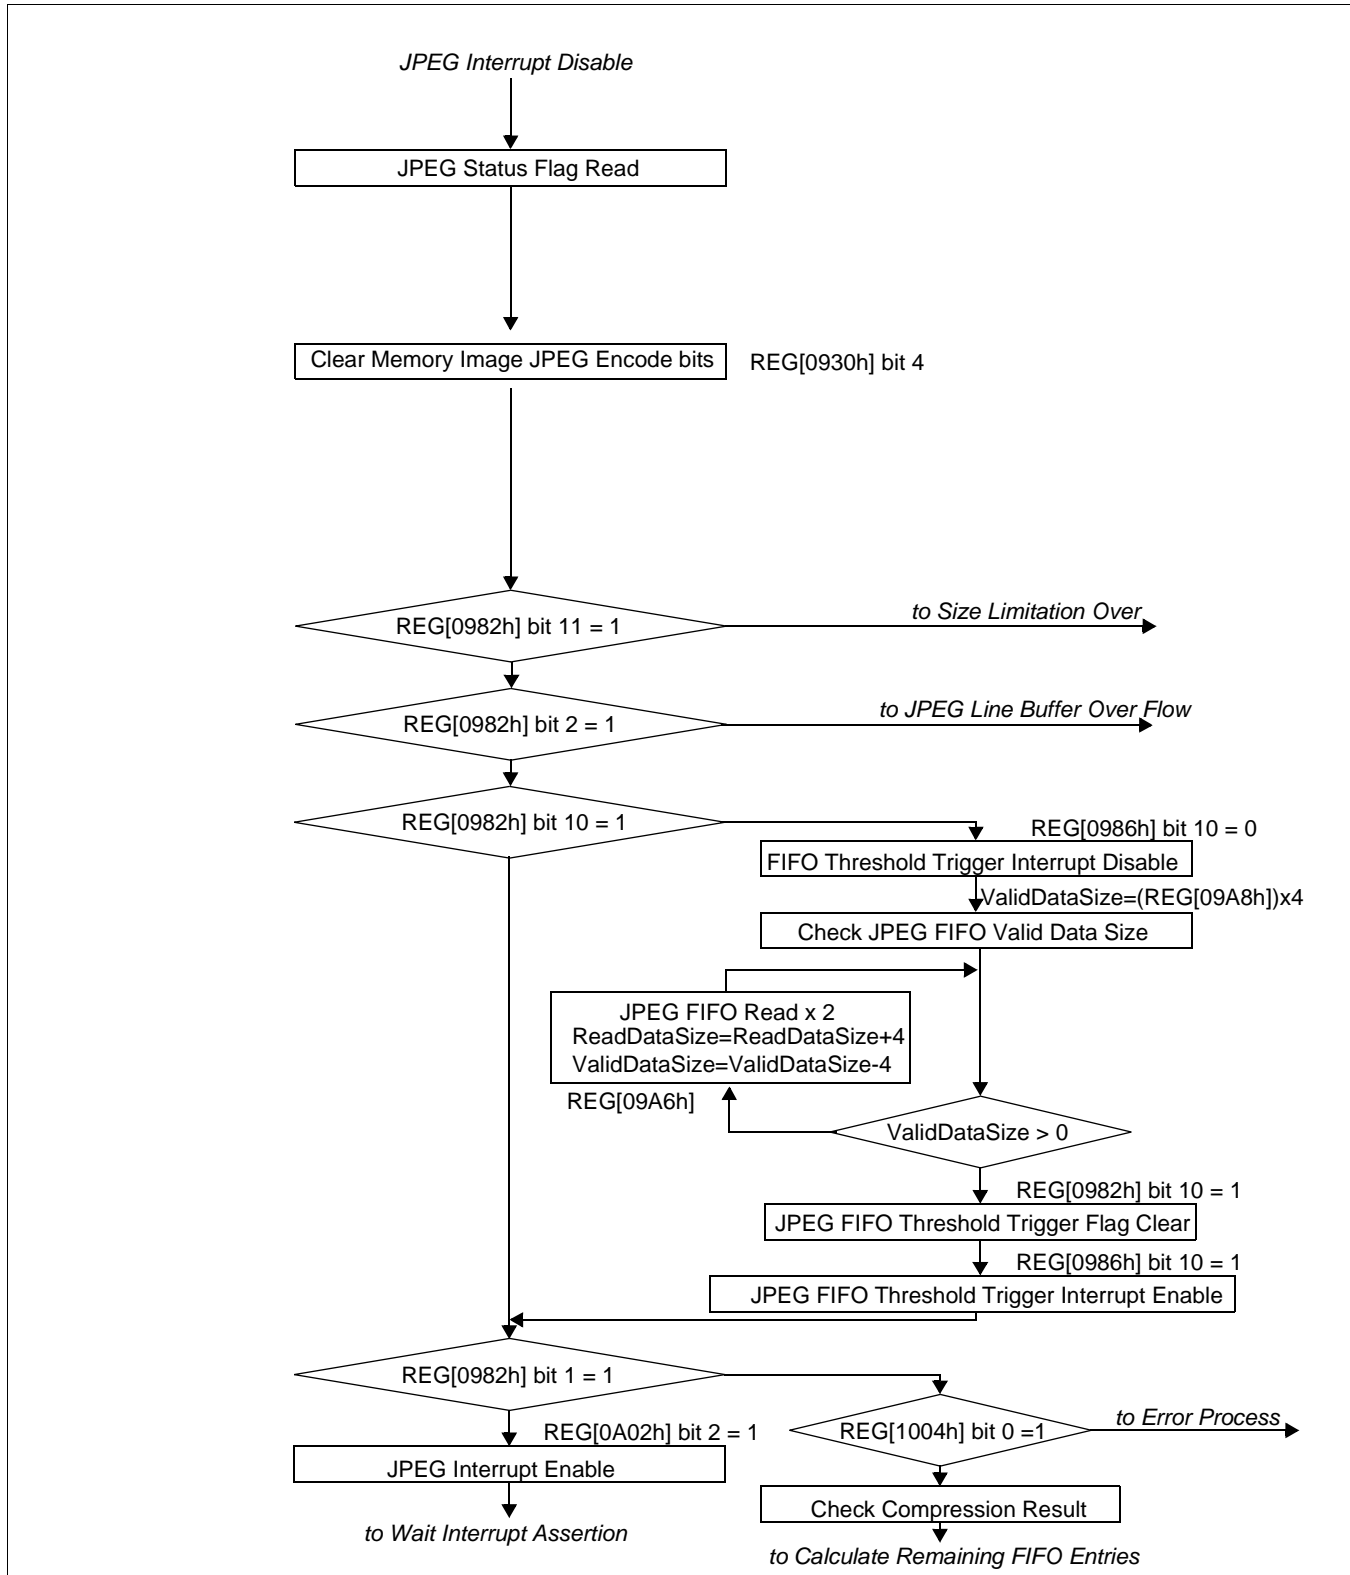 JPEG Interrupt Disable
JPEG Status Flag Read
Clear Memory Image JPEG Encode bits
REG[0930h] bit 4
REG[0982h] bit 11 = 1
to Size Limitation Over
REG[0982h] bit 2 = 1
to JPEG Line Buffer Over Flow
REG[0982h] bit 10 = 1
REG[0986h] bit 10 = 0
FIFO Threshold Trigger Interrupt Disable
ValidDataSize=(REG[09A8h])x4
Check JPEG FIFO Valid Data Size
JPEG FIFO Read x 2
ReadDataSize=ReadDataSize+4
ValidDataSize=ValidDataSize-4
REG[09A6h]
ValidDataSize > 0
REG[0982h] bit 10 = 1
JPEG FIFO Threshold Trigger Flag Clear
REG[0986h] bit 10 = 1
JPEG FIFO Threshold Trigger Interrupt Enable
REG[0982h] bit 1 = 1
REG[0A02h] bit 2 = 1
JPEG Interrupt Enable
to Wait Interrupt Assertion
REG[1004h] bit 0 =1
to Error Process
Check Compression Result
to Calculate Remaining FIFO Entries